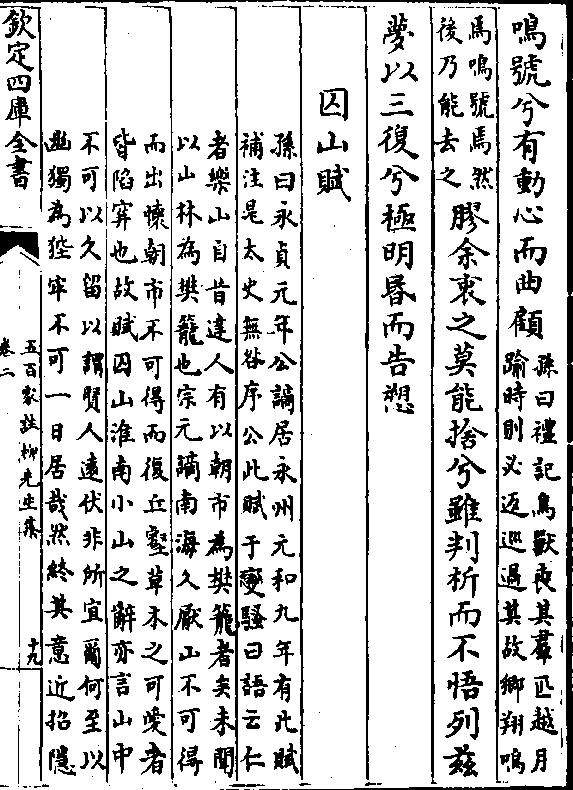 鳴號兮有動心而曲顧孫曰禮記鳥獸喪其羣匹越月踰時則必返巡過其故鄉翔鳴
焉鳴號焉然後乃能去之膠余衷之莫能捨兮雖判析而不悟列茲
夢以三復兮極明昬而告愬
囚山賦
孫曰永貞元年公謫居永州元和九年有此賦
補注晁太史無咎序公此賦于變騷曰語云仁
者樂山自昔達人有以朝市為樊籠者矣未聞
以山林為樊籠也宗元謫南海久厭山不可得
而出懷朝市不可得而復丘壑草木之可愛者
皆陷穽也故賦囚山淮南小山之辭亦言山中
不可以久留以謂賢人遠伏非所宜爾何至以
幽獨為狴牢不可一日居哉然終其意近招隱
欽定四庫全書
五百家註柳先生集
卷二
十九